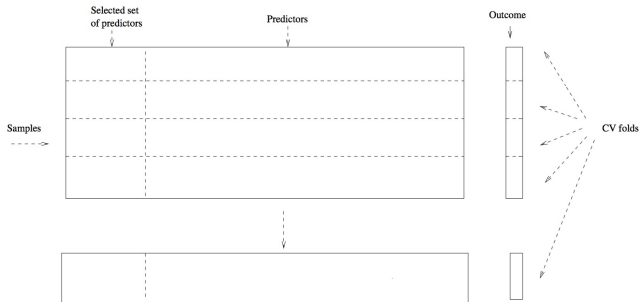 Selected set
of predictors
Predictors
Outcome
Samples
CV folds